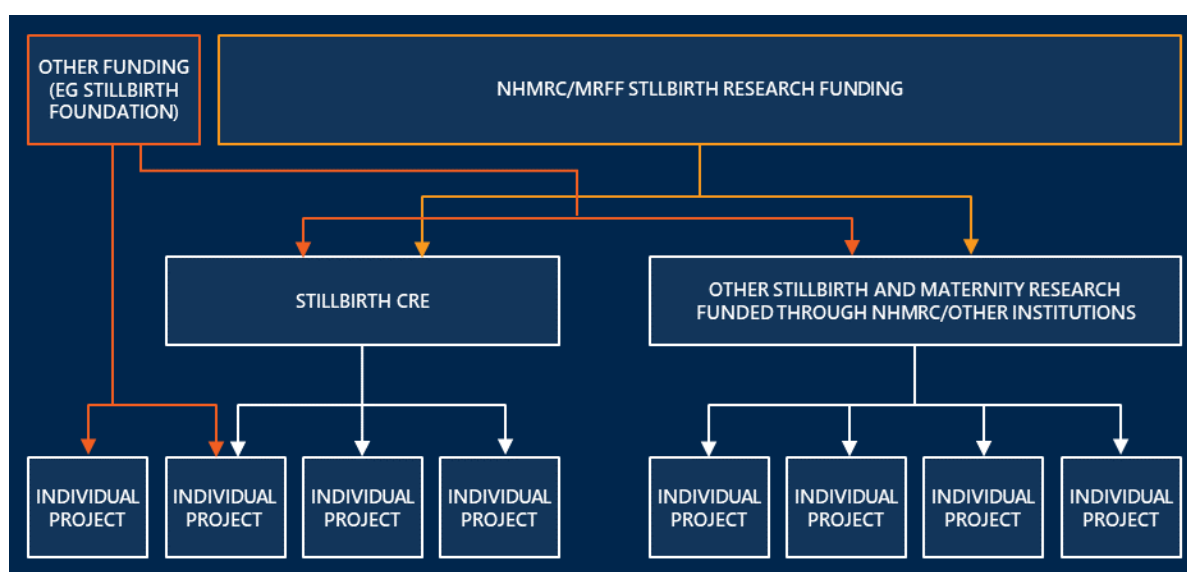 OTHER FUNDING
(EG STILLBIRTH
FOUNDATION)
NHMRC/MRFF STLLBIRTH RESEARCH FUNDING
STILLBIRTH CRE
OTHER STILLBIRTH AND MATERNITY RESEARCH
FUNDED THROUGH NHMRC/OTHER INSTITUTIONS
INDIVIDUAL
PROJECT
INDIVIDUAL
PROJECT
INDIVIDUAL
PROJECT
INDIVIDUAL
PROJECT
INDIVIDUAL
PROJECT
INDIVIDUAL
PROJECT
INDIVIDUAL
PROJECT
INDIVIDUAL
PROJECT